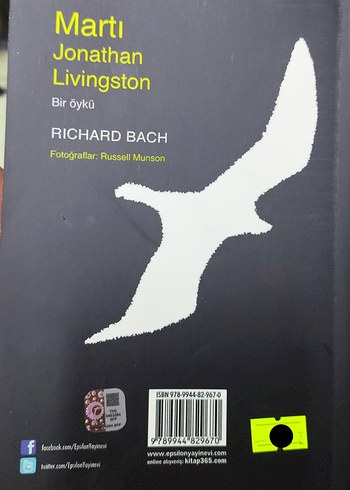 Martı
Jonathan
Livingston
Bir öykü
RICHARD BACH
Fotoğraflar: Russell Munson
ISBN 978-9944-82-967-0
9789944829670
www.epsilonyayinevi.com
online alışveriş: kitap365.com
facebook.com/EpsilonYayinevi
twitter.com/EpsilonYayinevi